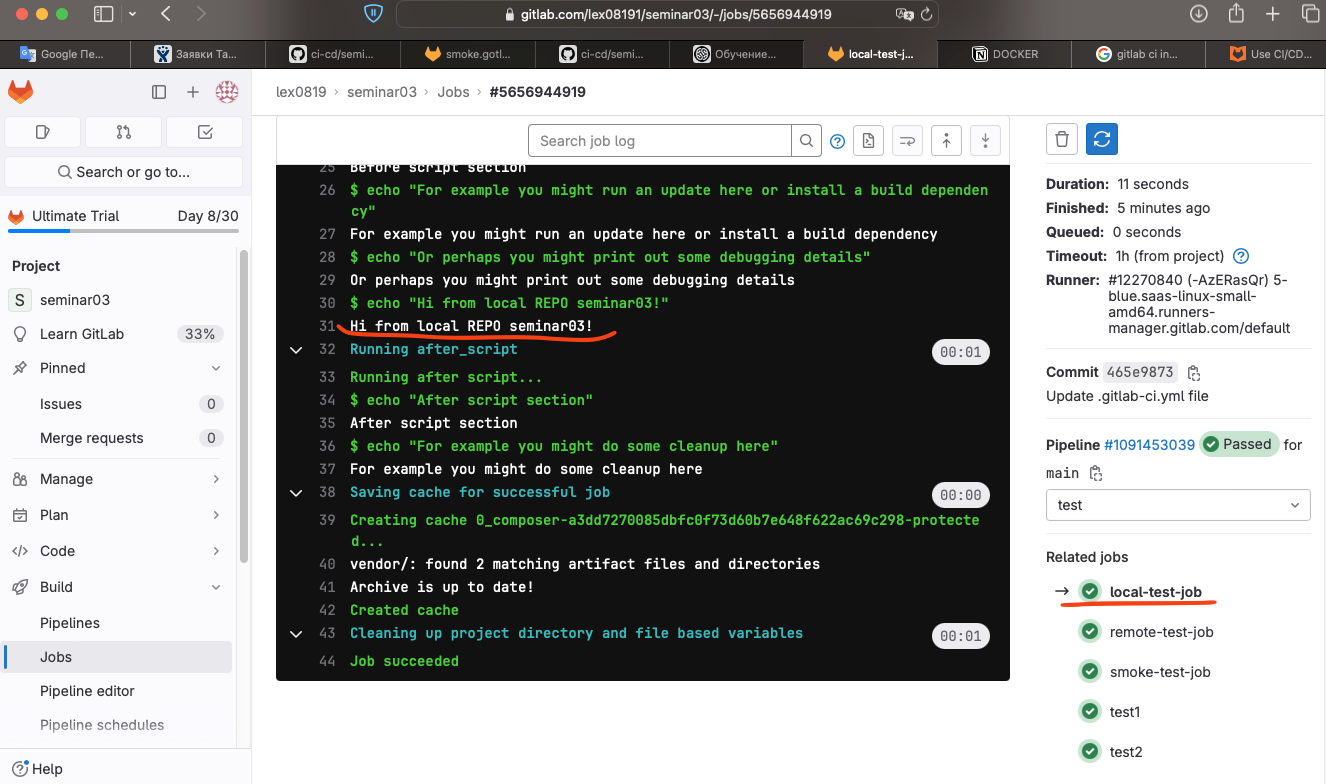 gitlab.com/lex08191/seminar03/-/jobs/5656944919
Google Пе...
Заявки Та...
ci-cd/semi...
smoke.gotl...
ci-cd/semi...
Обучение...
local-test-j...
DOCKER
gitlab ci in...
Use CI/CD...
lex0819 › seminar03 › Jobs › #5656944919
Search or go to...
Ultimate Trial Day 8/30
Project
S seminar03
Learn GitLab 33%
Pinned
Issues 0
Merge requests 0
Manage
Plan
Code
Build
Pipelines
Jobs
Pipeline editor
Pipeline schedules
Help
Search job log
25 Before script section
26 $ echo "For example you might run an update here or install a build dependen
cy"
27 For example you might run an update here or install a build dependency
28 $ echo "Or perhaps you might print out some debugging details"
29 Or perhaps you might print out some debugging details
30 $ echo "Hi from local REPO seminar03!"
31 Hi from local REPO seminar03!
32 Running after_script 00:01
33 Running after script...
34 $ echo "After script section"
35 After script section
36 $ echo "For example you might do some cleanup here"
37 For example you might do some cleanup here
38 Saving cache for successful job 00:00
39 Creating cache 0_composer-a3dd7270085dbfc0f73d60b7e648f622ac69c298-protecte
d...
40 vendor/: found 2 matching artifact files and directories
41 Archive is up to date!
42 Created cache
43 Cleaning up project directory and file based variables 00:01
44 Job succeeded
Duration: 11 seconds
Finished: 5 minutes ago
Queued: 0 seconds
Timeout: 1h (from project)
Runner: #12270840 (-AzERasQr) 5-
blue.saas-linux-small-
amd64.runners-
manager.gitlab.com/default
Commit 465e9873
Update .gitlab-ci.yml file
Pipeline #1091453039 Passed for
main
test
Related jobs
→ local-test-job
remote-test-job
smoke-test-job
test1
test2